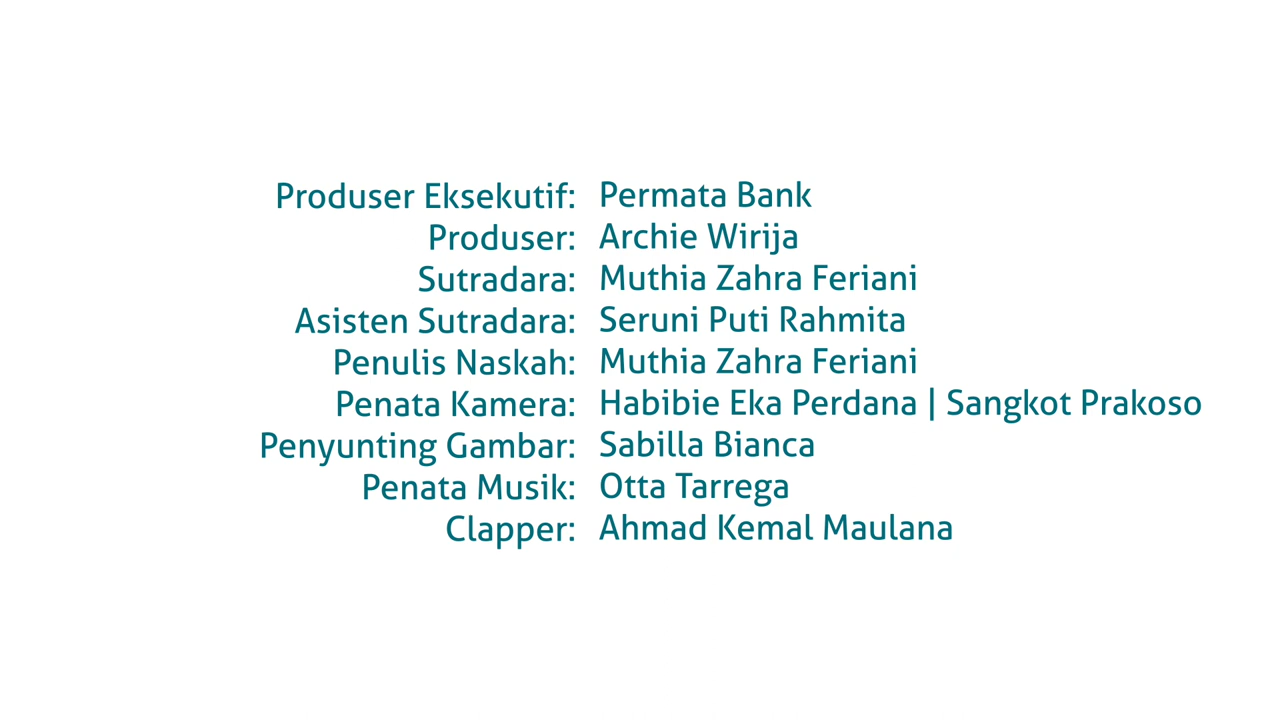 Produser Eksekutif: Permata Bank
Produser: Archie Wirija
Sutradara: Muthia Zahra Feriani
Asisten Sutradara: Seruni Puti Rahmita
Penulis Naskah: Muthia Zahra Feriani
Penata Kamera: Habibie Eka Perdana | Sangkot Prakoso
Penyunting Gambar: Sabilla Bianca
Penata Musik: Otta Tarrega
Clapper: Ahmad Kemal Maulana